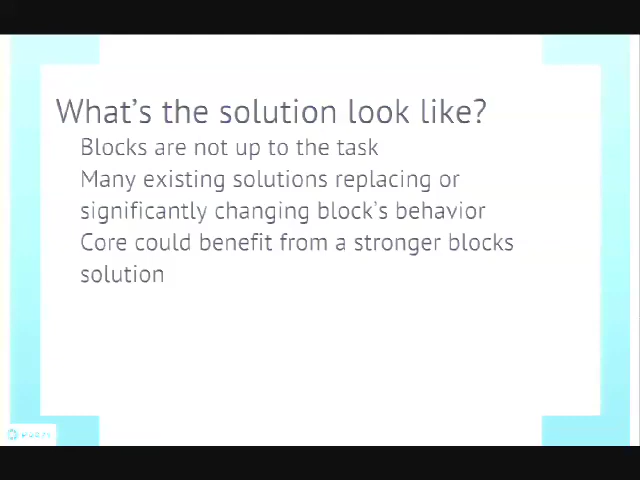 What's the solution look like?
Blocks are not up to the task
Many existing solutions replacing or
significantly changing block's behavior
Core could benefit from a stronger blocks
solution